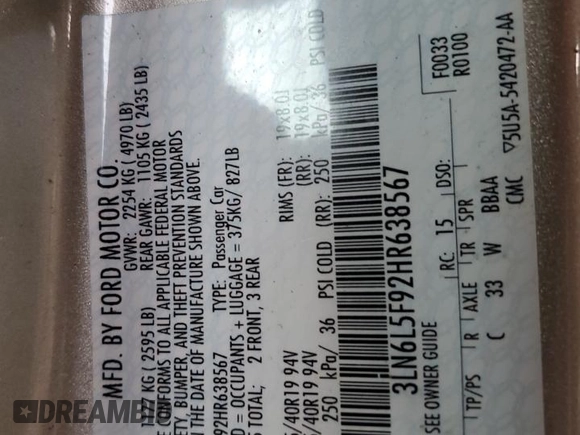 MFD. BY FORD MOTOR CO.
GVWR: 2254 KG ( 4970 LB)
KG ( 2595 LB) REAR GAWR: 1105 KG ( 2435 LB)
CONFORMS TO ALL APPLICABLE FEDERAL MOTOR
BUMPER, AND THEFT PREVENTION STANDARDS
THE DATE OF MANUFACTURE SHOWN ABOVE.
92HR638567 TYPE: Passenger Car
= OCCUPANTS + LUGGAGE = 375KG/ 827LB
TOTAL; 2 FRONT, 3 REAR
/40R19 94V RIMS (FR): 19x8.0J
/40R19 94V (RR): 19x8.0J
250 kPa/ 36 PSI COLD (RR): 250 kPa/ 36 PSI COLD
3LN6L5F92HR638567
SEE OWNER GUIDE F0033
RC: 15 DSO: R0100
TP/PS R AXLE TR SPR
C 33 W BBAA
CMC ▽5U5A-5420472-AA
DREAMBID